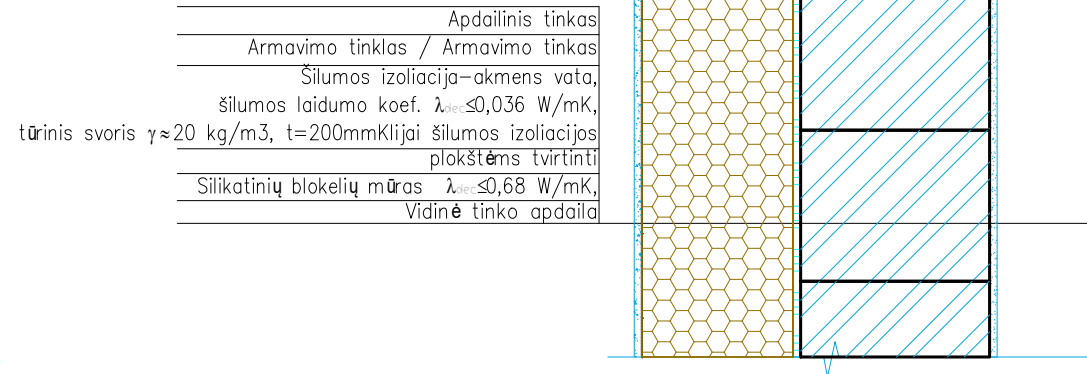 Apdailinis tinkas
Armavimo tinklas / Armavimo tinkas
Šilumos izoliacija-akmens vata,
šilumos laidumo koef. λdec≤0,036 W/mK,
tūrinis svoris γ≈20 kg/m3, t=200mmKlijai šilumos izoliacijos
plokštėms tvirtinti
Silikatinių blokelių mūras λdec≤0,68 W/mK,
Vidinė tinko apdaila